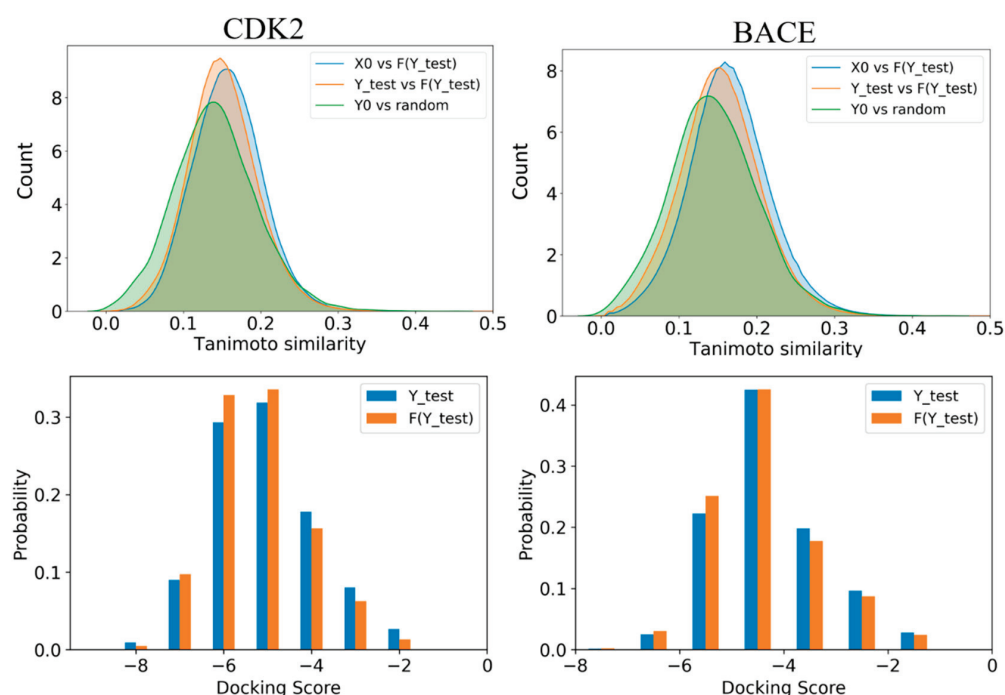 CDK2
X0 vs F(Y_test)
Y_test vs F(Y_test)
Y0 vs random
Count
8
6
4
2
0
0.0 0.1 0.2 0.3 0.4 0.5
Tanimoto similarity
BACE
X0 vs F(Y_test)
Y_test vs F(Y_test)
Y0 vs random
Count
8
6
4
2
0
0.0 0.1 0.2 0.3 0.4 0.5
Tanimoto similarity
Y_test
F(Y_test)
Probability
0.3
0.2
0.1
0.0
−8 −6 −4 −2 0
Docking Score
Y_test
F(Y_test)
Probability
0.4
0.3
0.2
0.1
0.0
−8 −6 −4 −2 0
Docking Score